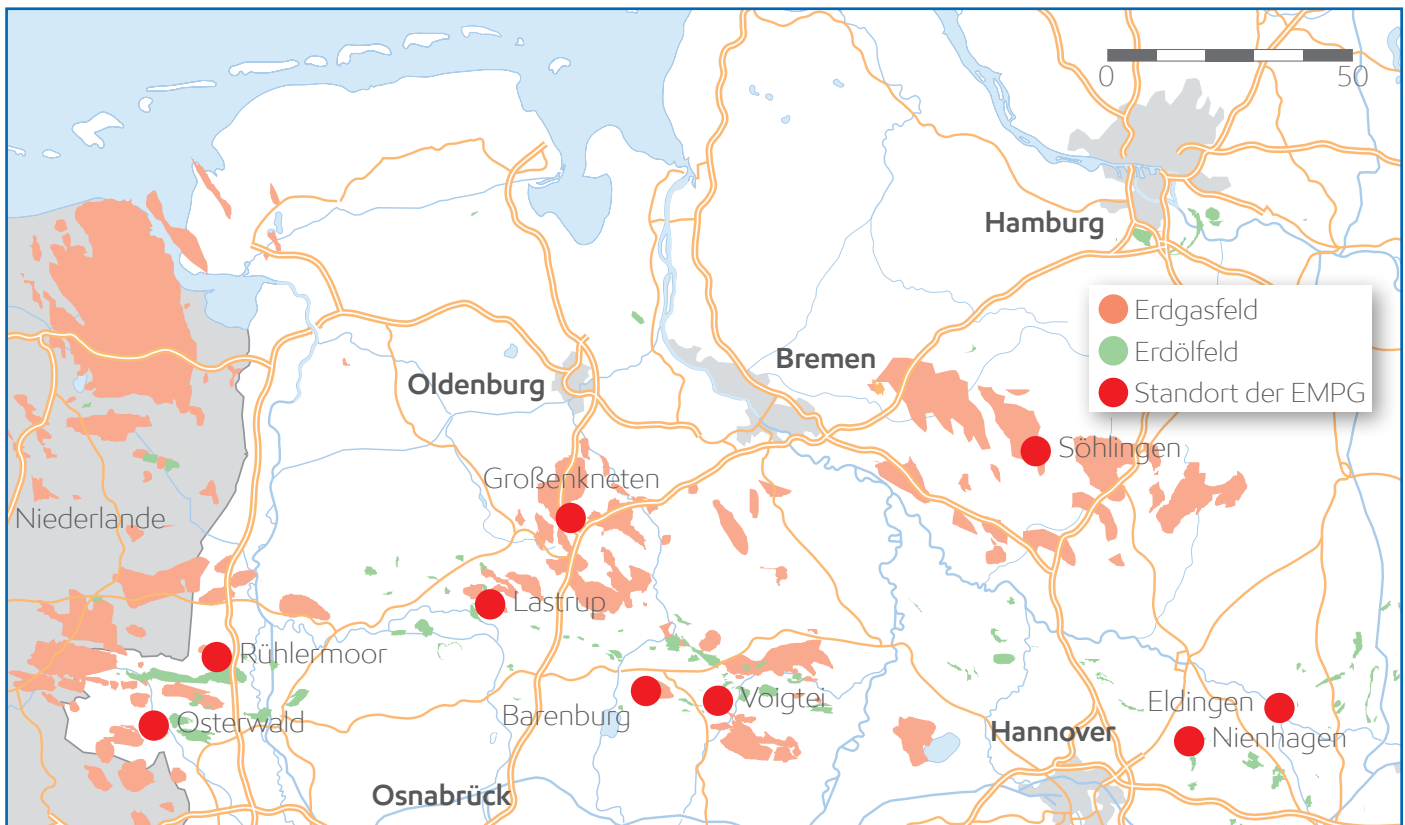 0 50
Hamburg
Erdgasfeld
Erdölfeld
Standort der EMPG
Bremen
Oldenburg
Söhlingen
Großenkneten
Niederlande
Lastrup
Rühlermoor
Voigtei
Eldingen
Barenburg
Osterwald
Hannover
Nienhagen
Osnabrück